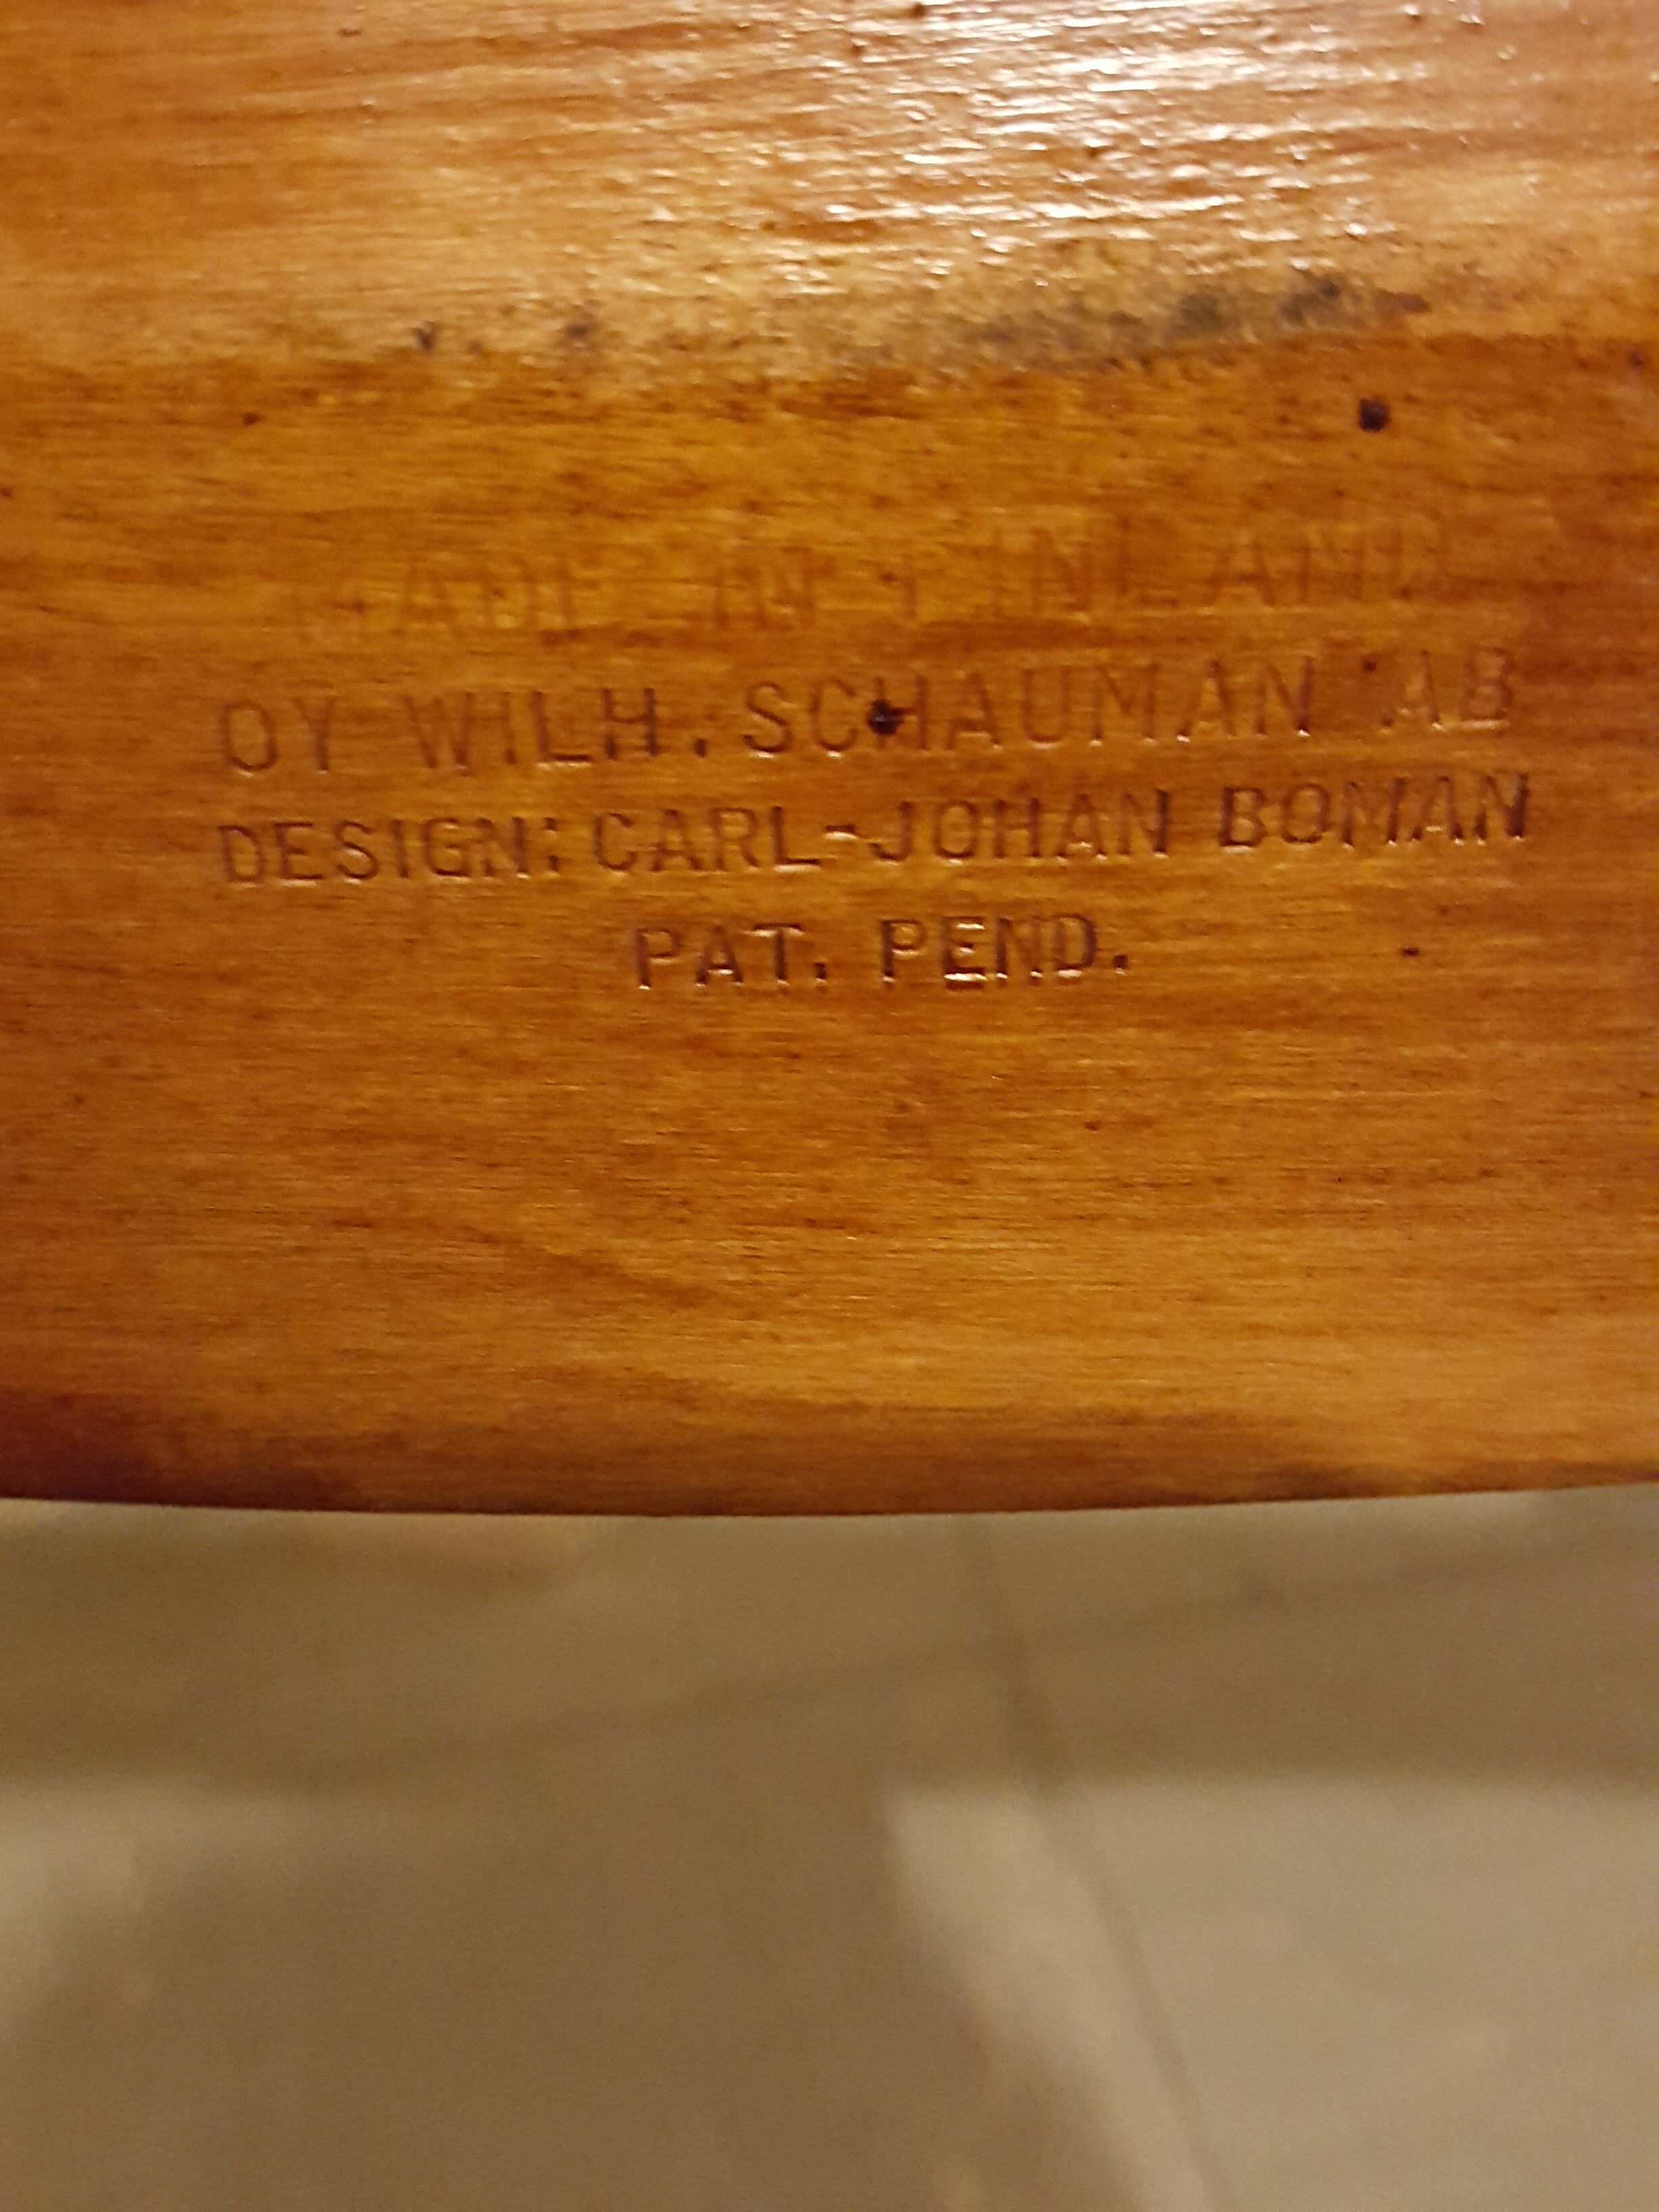 MADE IN FINLAND
OY WILH. SCHAUMAN AB
DESIGN: CARL-JOHAN BOMAN
PAT. PEND.